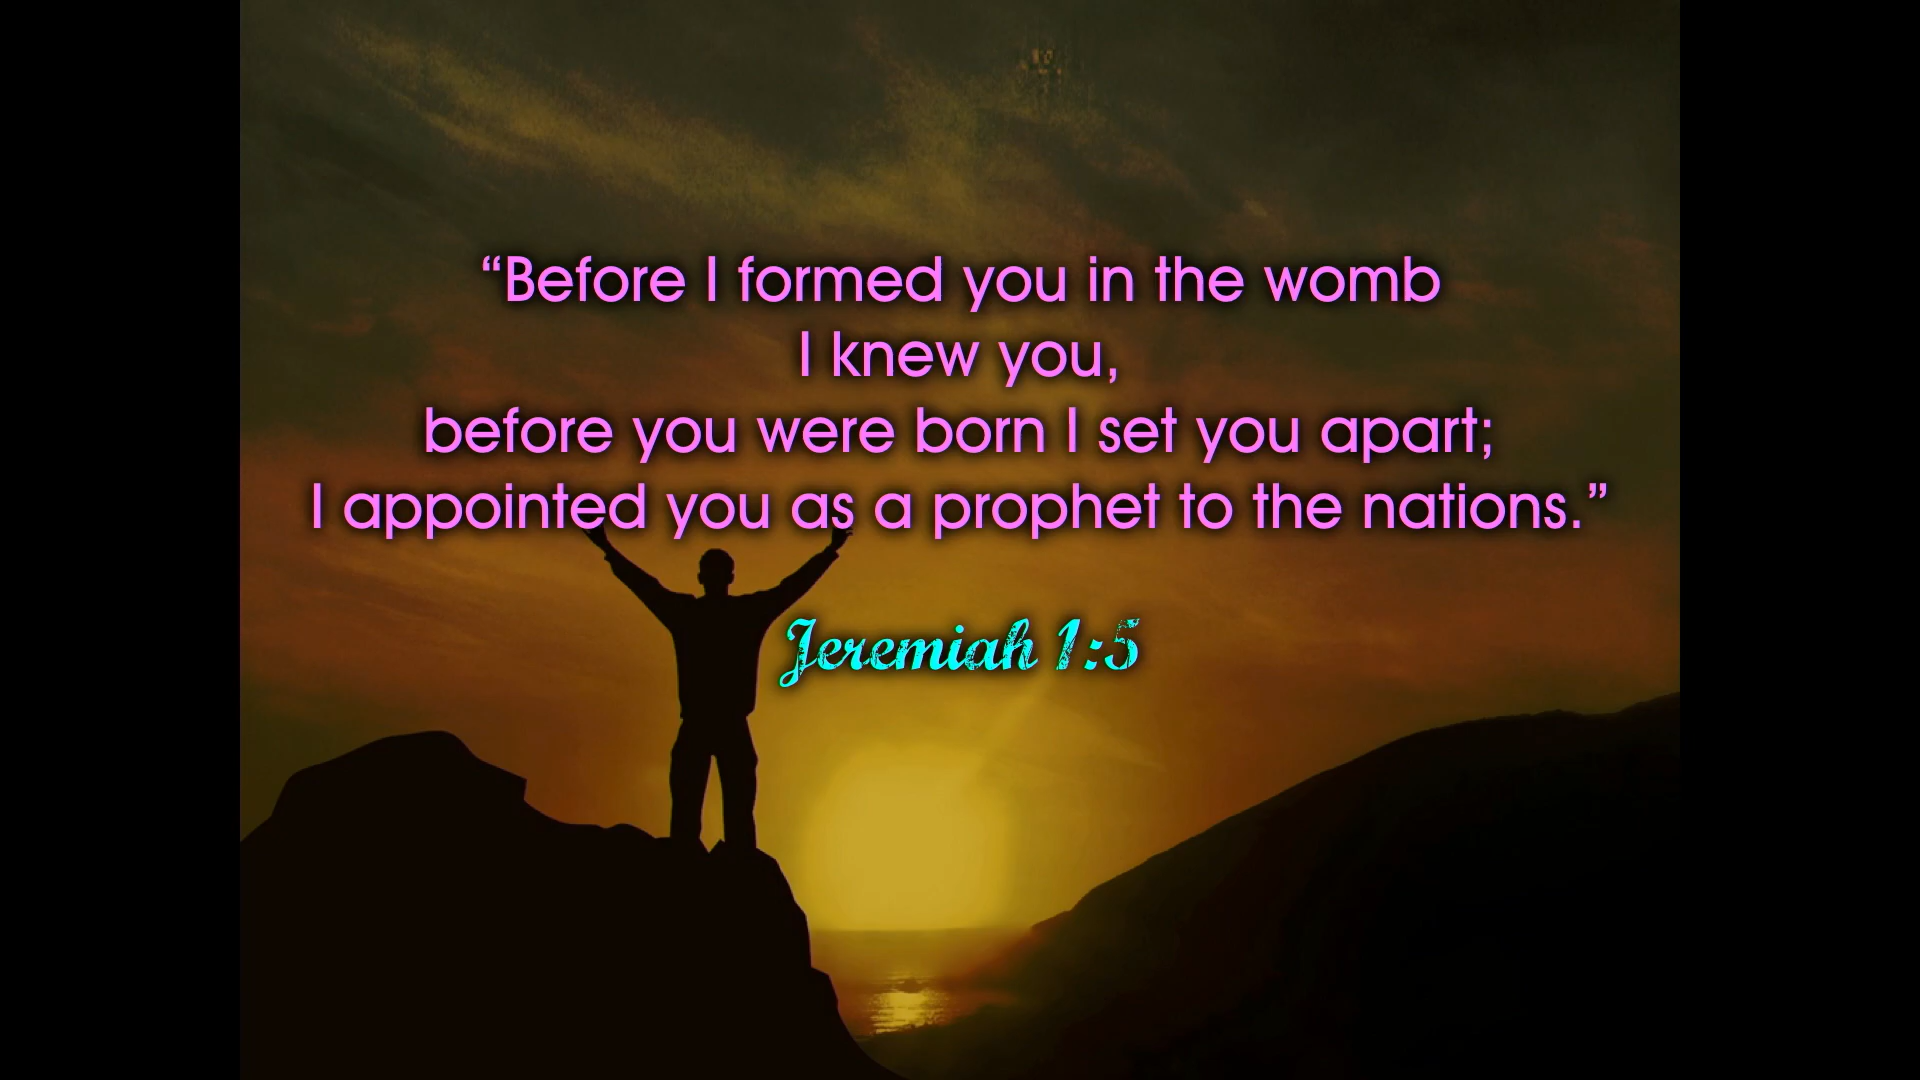 “Before I formed you in the womb
I knew you,
before you were born I set you apart;
I appointed you as a prophet to the nations.”
Jeremiah 1:5